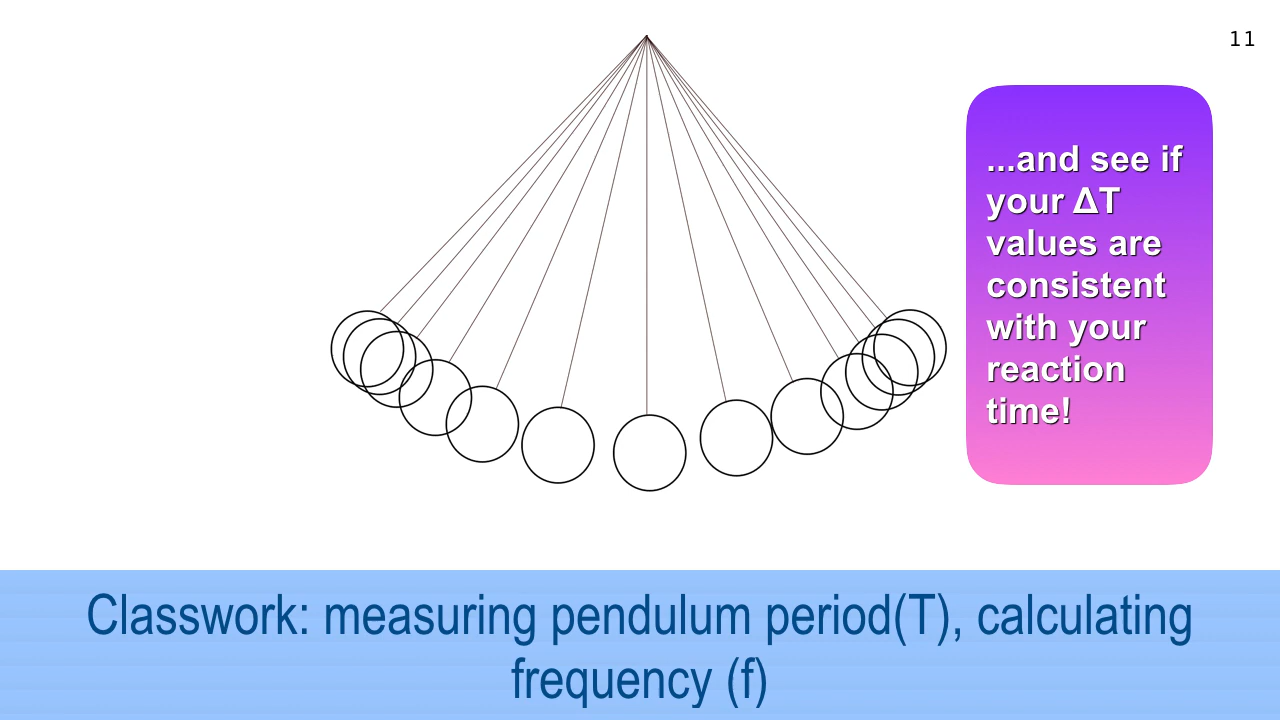 11
...and see if
your ΔT
values are
consistent
with your
reaction
time!
Classwork: measuring pendulum period(T), calculating
frequency (f)